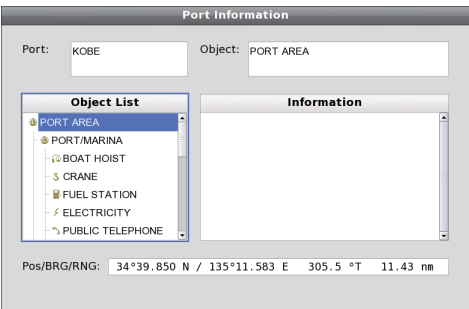 Port Information
Port: KOBE Object: PORT AREA
Object List Information
PORT AREA
PORT/MARINA
BOAT HOIST
CRANE
FUEL STATION
ELECTRICITY
PUBLIC TELEPHONE
Pos/BRG/RNG: 34°39.850 N / 135°11.583 E 305.5 °T 11.43 nm